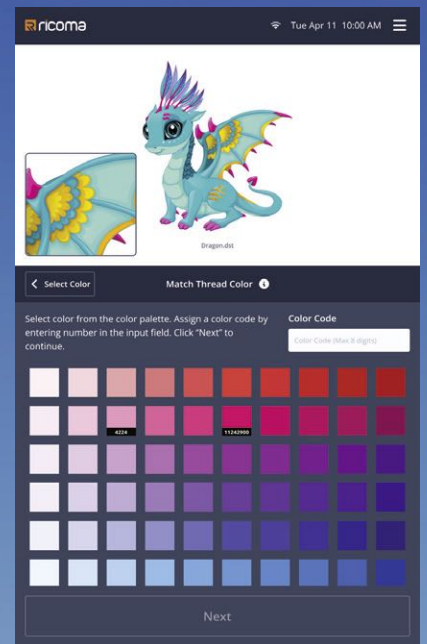 ricoma
Tue Apr 11 10:00 AM
Dragon.dst
Select Color
Match Thread Color
Select color from the color palette. Assign a color code by
entering number in the input field. Click "Next" to
continue.
Color Code
Color Code (Max 8 digits)
4224
11242900
Next